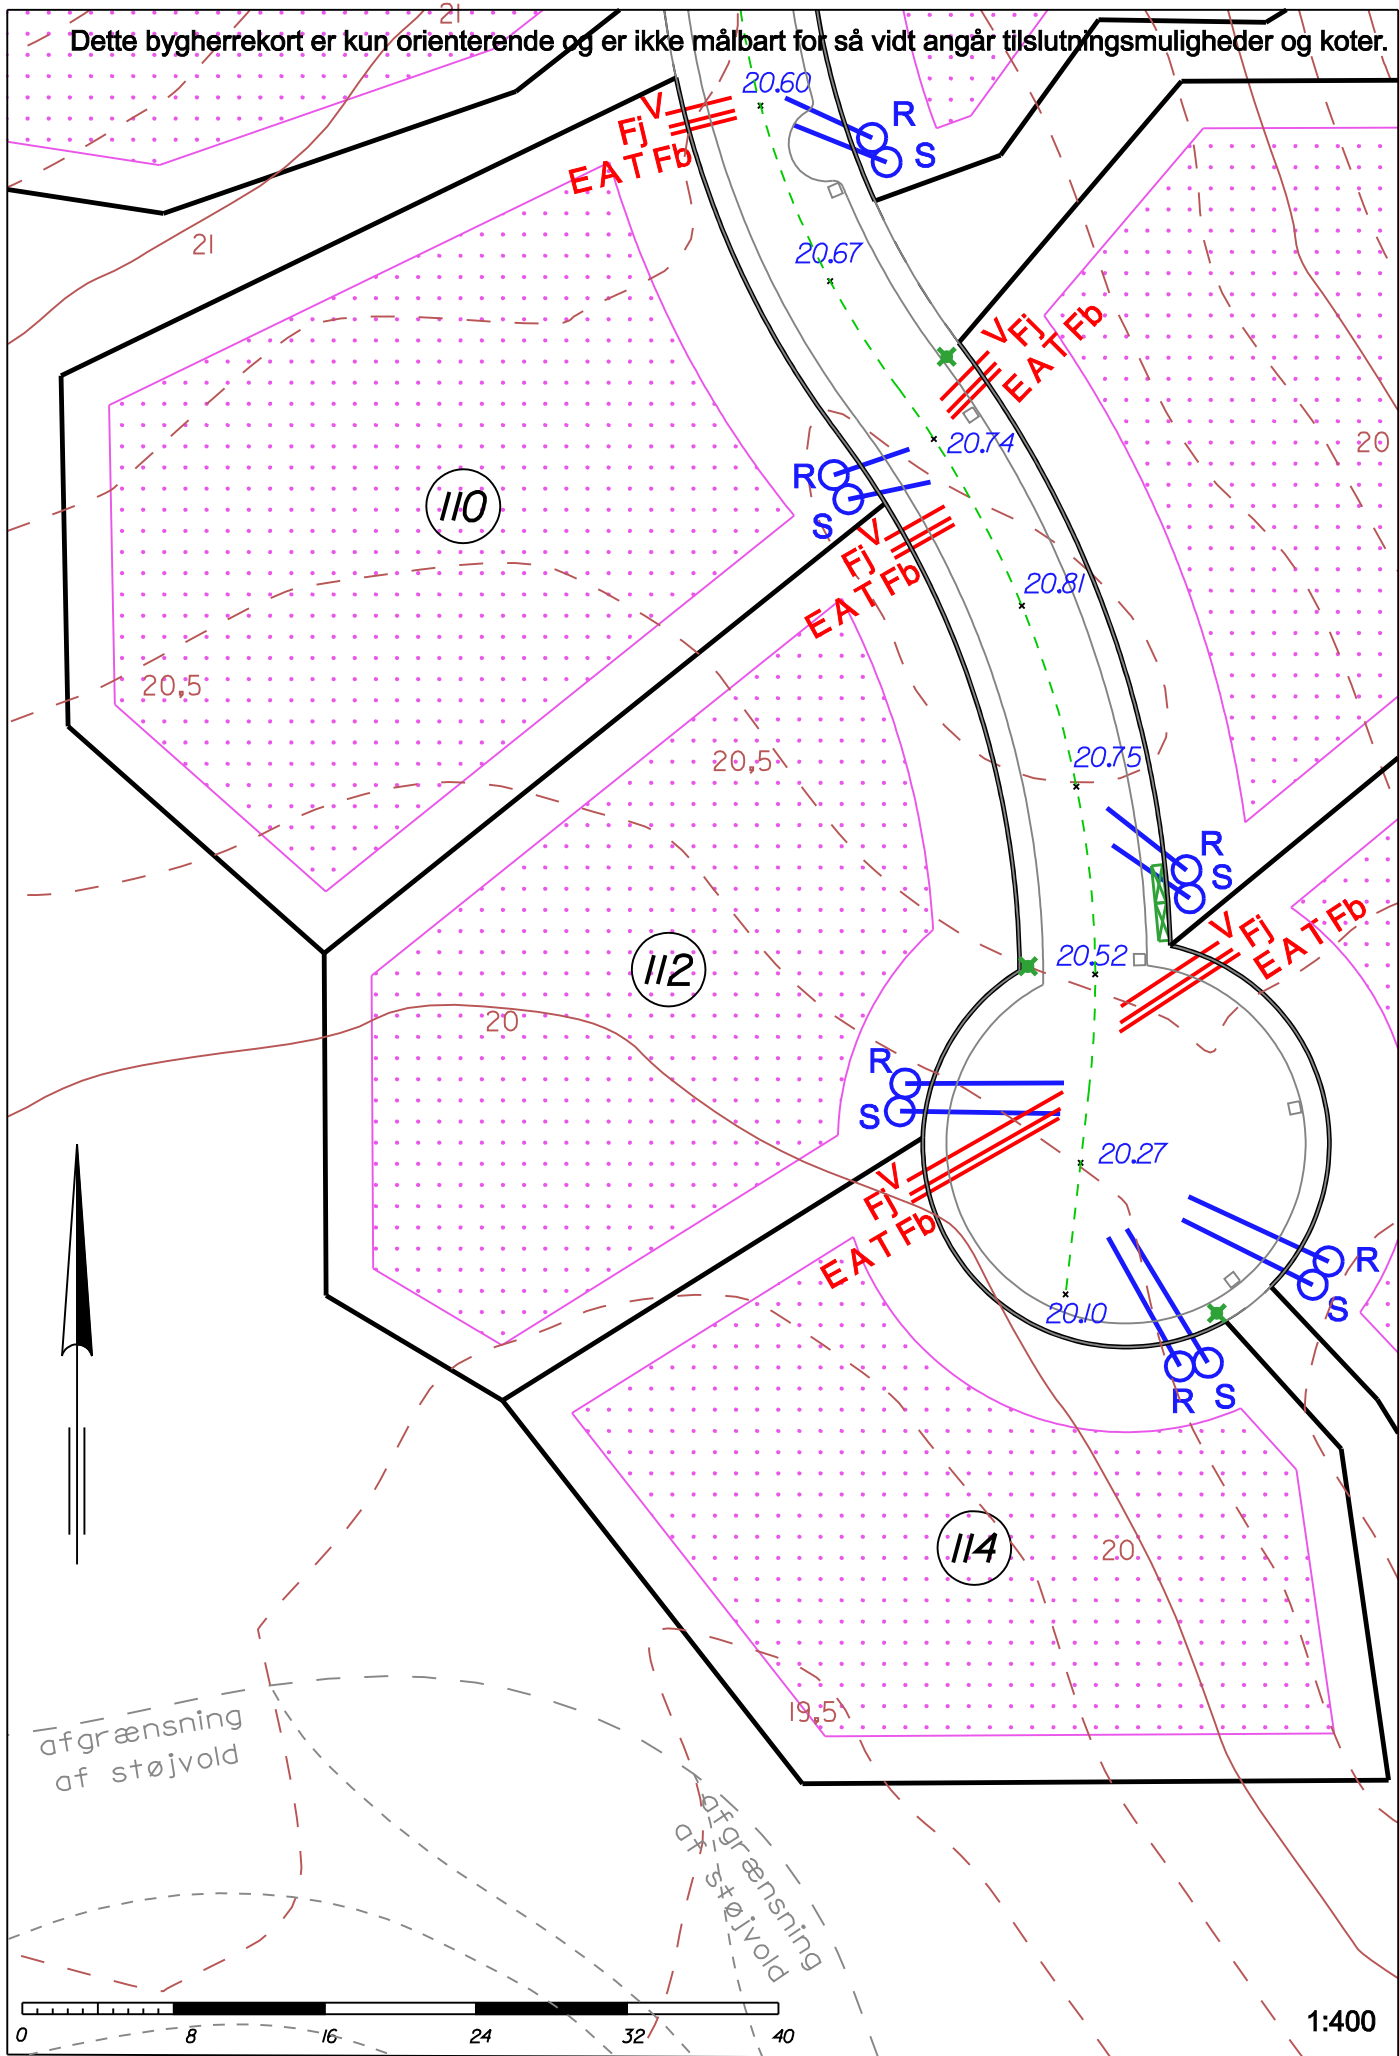 21
Dette bygherrekort er kun orienterende og er ikke målbart for så vidt angår tilslutningsmuligheder og koter.
20.60
V
Fj
E A T Fb
R
S
21
20.67
V Fj
E A T Fb
20.74
20
R
S
110
V
Fj
E A T Fb
20.81
20,5
20,5
20.75
R
S
V Fj
E A T Fb
112
20.52
20
R
S
20.27
V
Fj
E A T Fb
R
S
20.10
R S
114
20
19,5
afgrænsning
af støjvold
afgrænsning
af støjvold
0 8 16 24 32 40
1:400